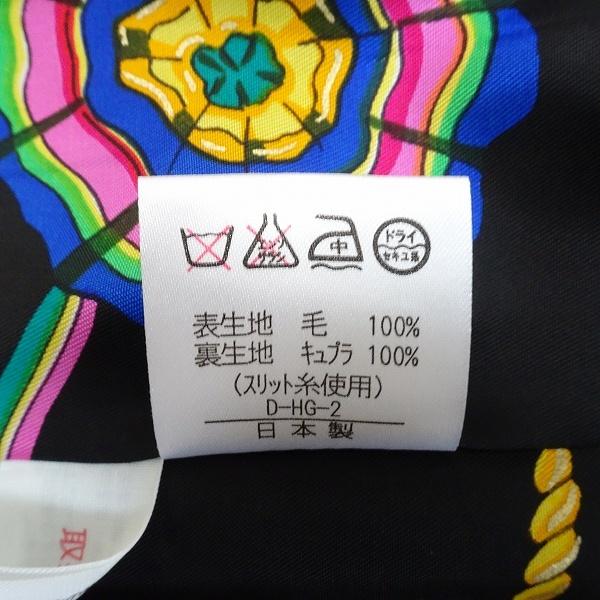 エンソ
サラシ
中
ドライ
セキユ系
表生地 毛 100%
裏生地 キュプラ 100%
(スリット糸使用)
D-HG-2
日本製
取